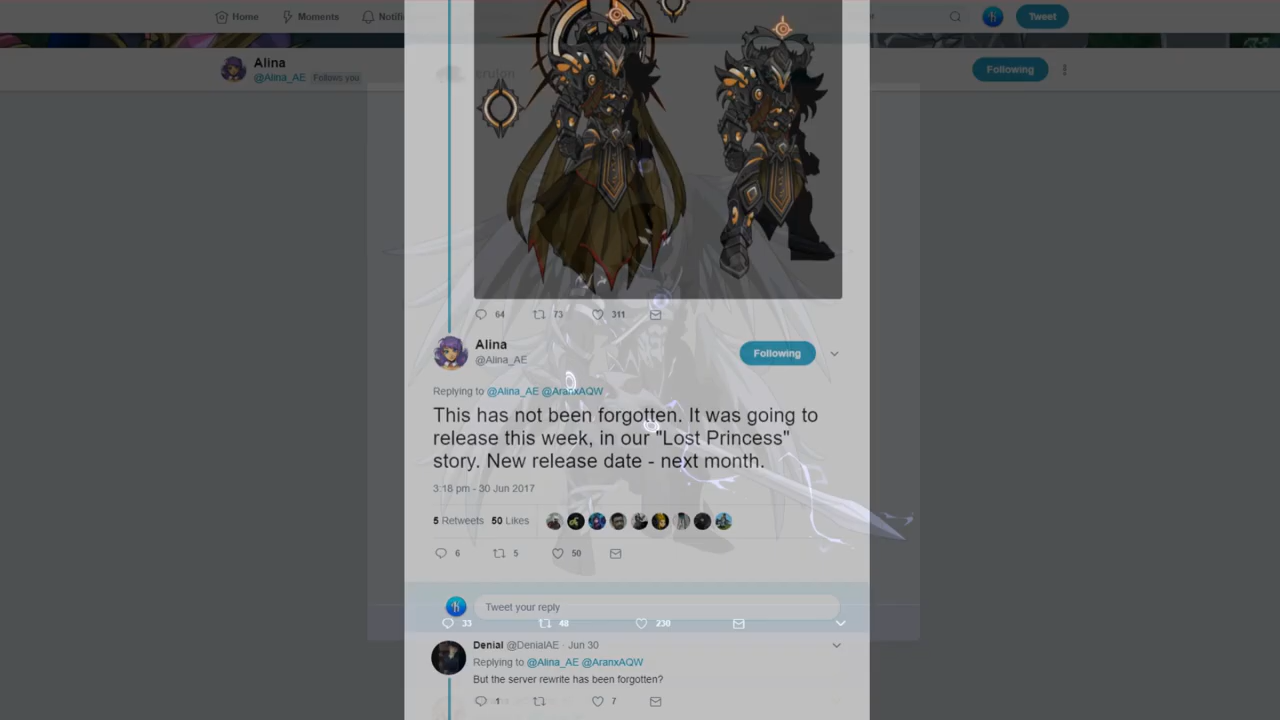 Home
Moments
Tweet
Alina
@Alina_AE Follows you
Following
64 73 311
Alina
@Alina_AE
Following
Replying to @Alina_AE @AranxAQW
This has not been forgotten. It was going to
release this week, in our "Lost Princess"
story. New release date - next month.
3:18 pm - 30 Jun 2017
5 Retweets 50 Likes
6 5 50
Tweet your reply
33 48 230
Denial @DenialAE · Jun 30
Replying to @Alina_AE @AranxAQW
But the server rewrite has been forgotten?
1 7